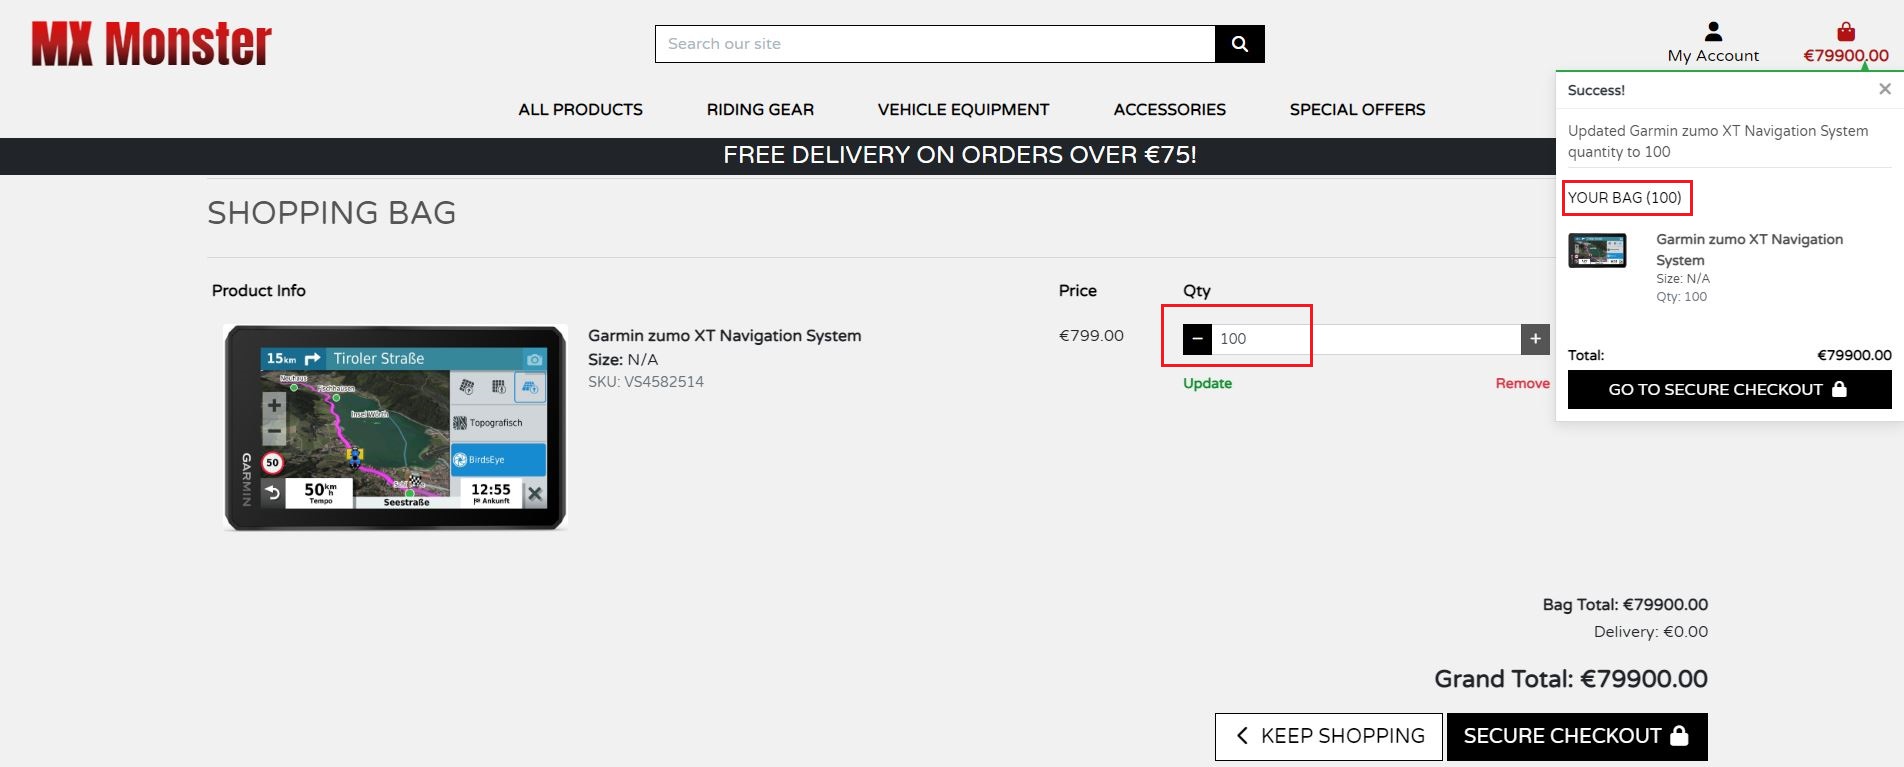 MX Monster
Search our site
My Account
€79900.00
ALL PRODUCTS
RIDING GEAR
VEHICLE EQUIPMENT
ACCESSORIES
SPECIAL OFFERS
FREE DELIVERY ON ORDERS OVER €75!
Success!
Updated Garmin zumo XT Navigation System
quantity to 100
YOUR BAG (100)
Garmin zumo XT Navigation
System
Size: N/A
Qty: 100
Total: €79900.00
GO TO SECURE CHECKOUT
SHOPPING BAG
Product Info
Price
Qty
15km Tiroler Straße
Neuhaus
Fischhausen
Insel Wörth
Topografisch
BirdsEye
GARMIN
50
50 km/h
Tempo
Seestraße
12:55
Ankunft
Garmin zumo XT Navigation System
Size: N/A
SKU: VS4582514
€799.00
− 100 +
Update
Remove
Bag Total: €79900.00
Delivery: €0.00
Grand Total: €79900.00
KEEP SHOPPING
SECURE CHECKOUT